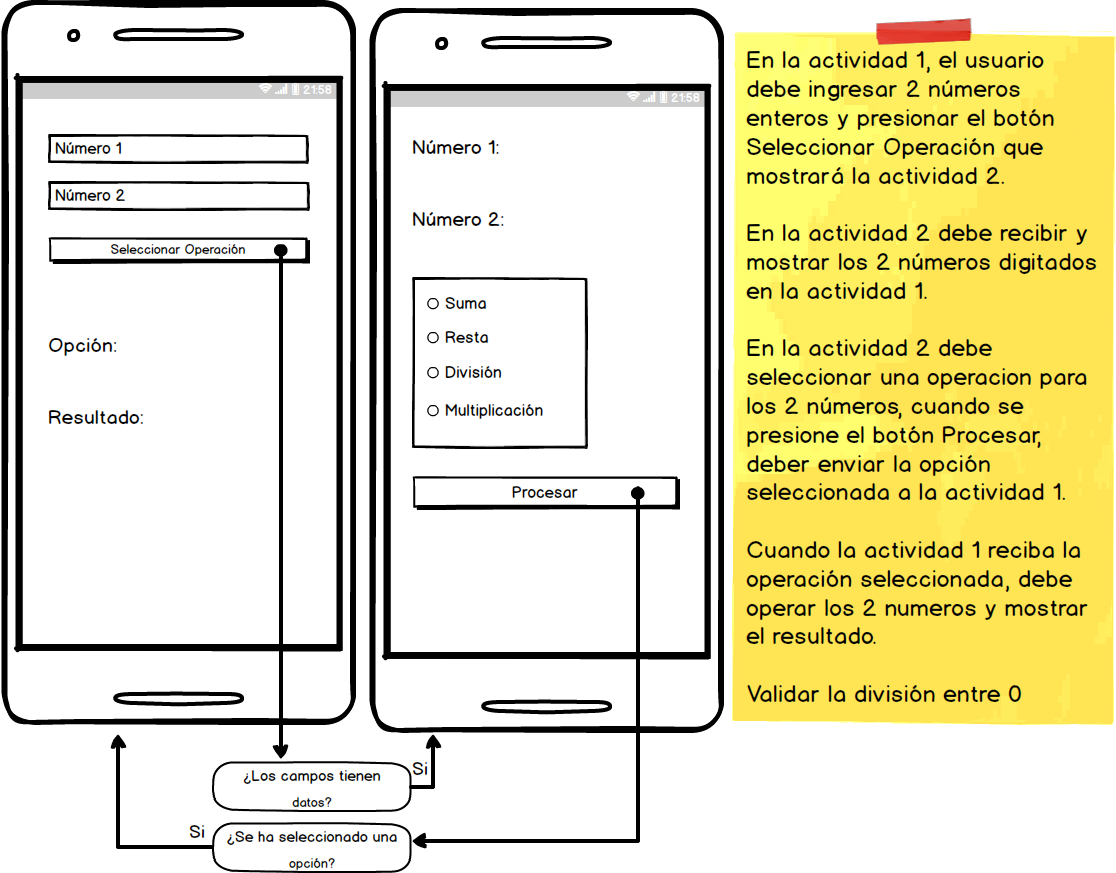 21:58
Número 1
Número 2
Seleccionar Operación
Opción:
Resultado:
21:58
Número 1:
Número 2:
Suma
Resta
División
Multiplicación
Procesar
En la actividad 1, el usuario
debe ingresar 2 números
enteros y presionar el botón
Seleccionar Operación que
mostrará la actividad 2.
En la actividad 2 debe recibir y
mostrar los 2 números digitados
en la actividad 1.
En la actividad 2 debe
seleccionar una operacion para
los 2 números, cuando se
presione el botón Procesar,
deber enviar la opción
seleccionada a la actividad 1.
Cuando la actividad 1 reciba la
operación seleccionada, debe
operar los 2 numeros y mostrar
el resultado.
Validar la división entre 0
¿Los campos tienen
datos?
Si
Si
¿Se ha seleccionado una
opción?